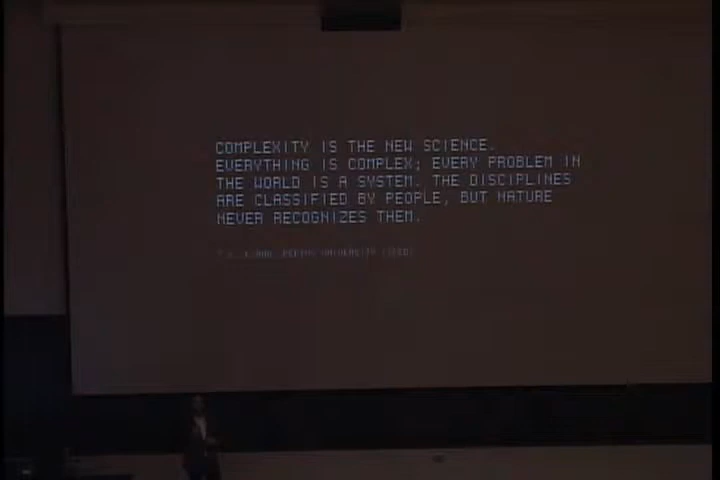 COMPLEXITY IS THE NEW SCIENCE.
EVERYTHING IS COMPLEX; EVERY PROBLEM IN
THE WORLD IS A SYSTEM. THE DISCIPLINES
ARE CLASSIFIED BY PEOPLE, BUT NATURE
NEVER RECOGNIZES THEM.
UNIVERSITY